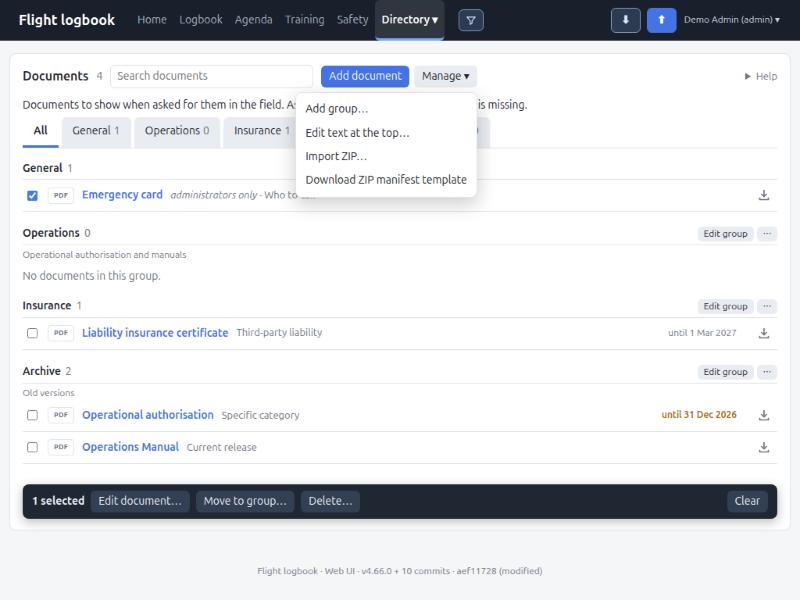 Flight logbook Home Logbook Agenda Training Safety Directory ▾ Demo Admin (admin) ▾
Documents 4 Search documents Add document Manage ▾ ▶ Help
Documents to show when asked for them in the field. is missing.
Add group…
Edit text at the top…
Import ZIP…
Download ZIP manifest template
All General 1 Operations 0 Insurance 1
General 1
PDF Emergency card administrators only - Who to
Operations 0 Edit group ···
Operational authorisation and manuals
No documents in this group.
Insurance 1 Edit group ···
PDF Liability insurance certificate Third-party liability until 1 Mar 2027
Archive 2 Edit group ···
Old versions
PDF Operational authorisation Specific category until 31 Dec 2026
PDF Operations Manual Current release
1 selected Edit document… Move to group… Delete… Clear
Flight logbook · Web UI · v4.66.0 + 10 commits · aef11728 (modified)